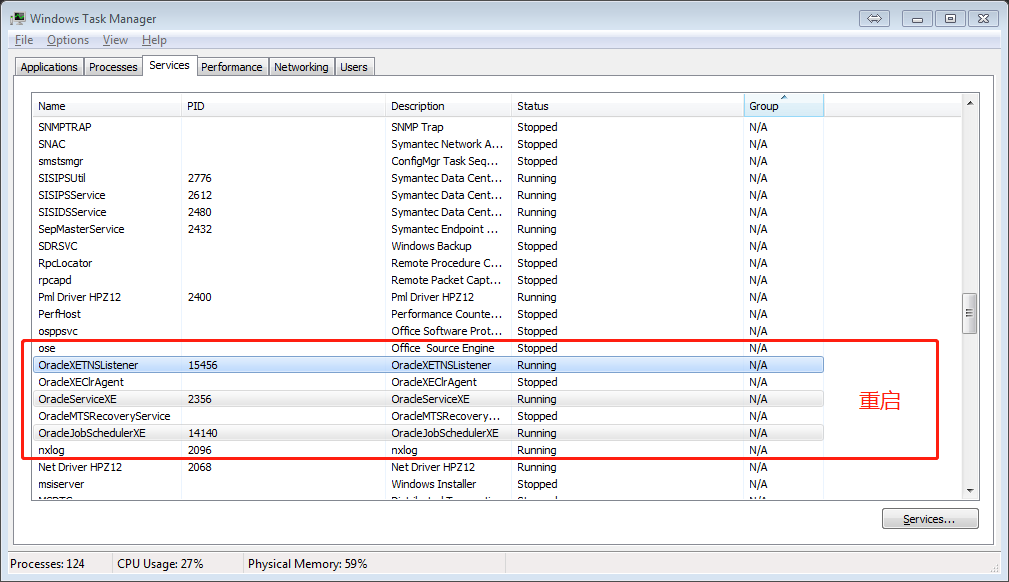 Windows Task Manager
File Options View Help
Applications Processes Services Performance Networking Users
Name PID Description Status Group
SNMPTRAP SNMP Trap Stopped N/A
SNAC Symantec Network A... Stopped N/A
smstsmgr ConfigMgr Task Seq... Stopped N/A
SISIPSUtil 2776 Symantec Data Cent... Running N/A
SISIPSService 2612 Symantec Data Cent... Running N/A
SISIDSService 2480 Symantec Data Cent... Running N/A
SepMasterService 2432 Symantec Endpoint ... Running N/A
SDRSVC Windows Backup Stopped N/A
RpcLocator Remote Procedure C... Stopped N/A
rpcapd Remote Packet Capt... Stopped N/A
Pml Driver HPZ12 2400 Pml Driver HPZ12 Running N/A
PerfHost Performance Counte... Stopped N/A
osppsvc Office Software Prot... Stopped N/A
ose Office Source Engine Stopped N/A
OracleXETNSListener 15456 OracleXETNSListener Running N/A
OracleXEClrAgent OracleXEClrAgent Stopped N/A
OracleServiceXE 2356 OracleServiceXE Running N/A
重启
OracleMTSRecoveryService OracleMTSRecovery... Stopped N/A
OracleJobSchedulerXE 14140 OracleJobSchedulerXE Running N/A
nxlog 2096 nxlog Running N/A
Net Driver HPZ12 2068 Net Driver HPZ12 Running N/A
msiserver Windows Installer Stopped N/A
Services...
Processes: 124 CPU Usage: 27% Physical Memory: 59%